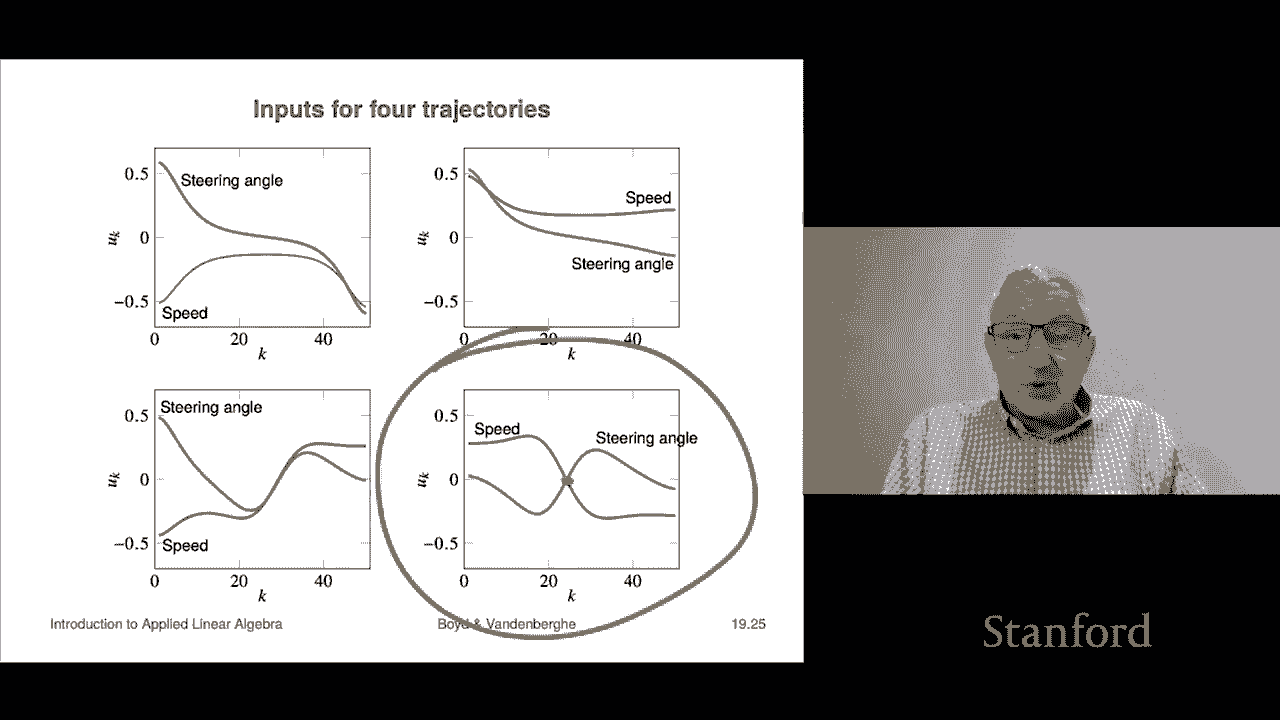 Inputs for four trajectories
0.5
0
−0.5
u_k
Steering angle
Speed
0 20 40
k
0.5
0
−0.5
u_k
Speed
Steering angle
0 20 40
k
0.5
0
−0.5
u_k
Steering angle
Speed
0 20 40
k
0.5
0
−0.5
u_k
Speed
Steering angle
0 20 40
k
Introduction to Applied Linear Algebra Boyd & Vandenberghe 19.25
Stanford